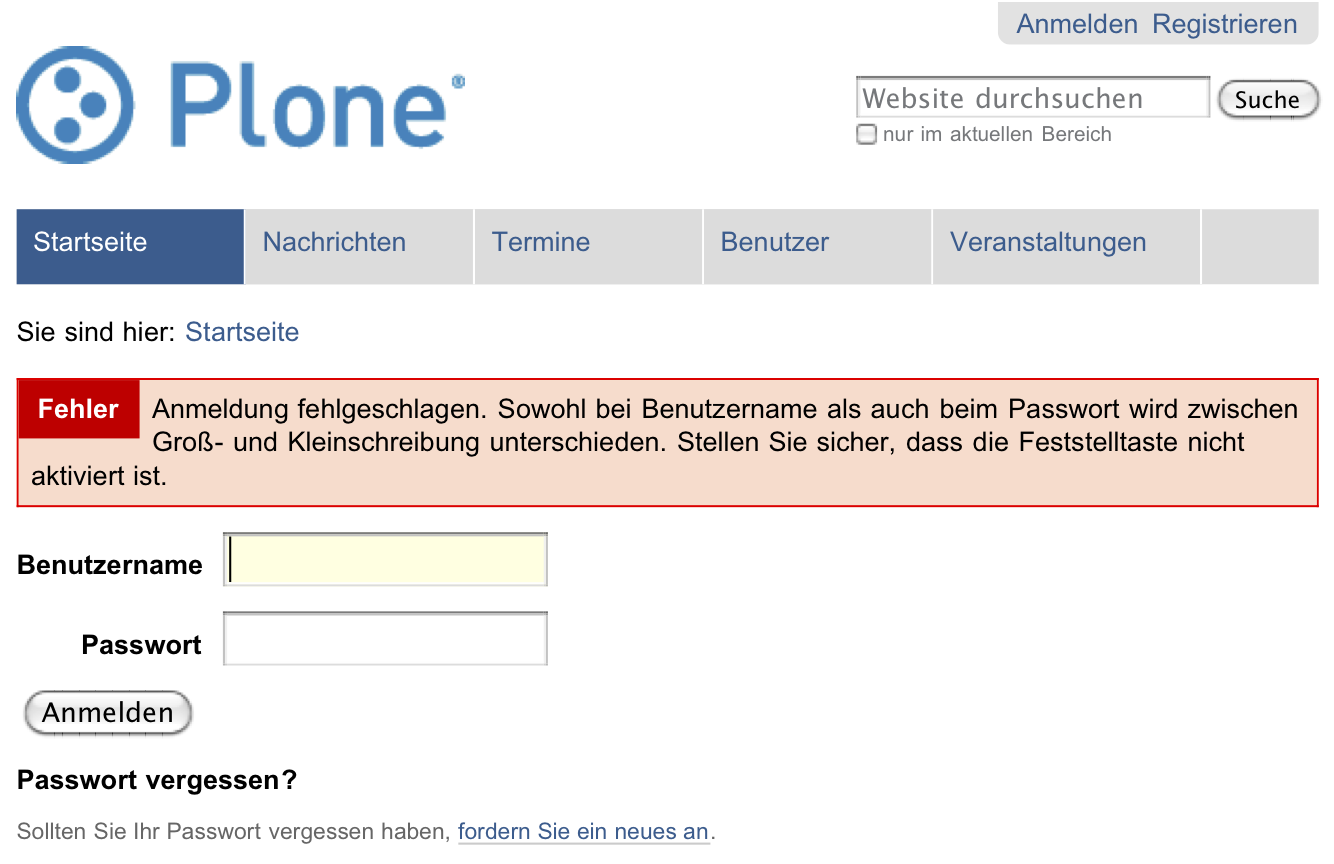 Anmelden Registrieren
Plone®
Website durchsuchen Suche
nur im aktuellen Bereich
Startseite Nachrichten Termine Benutzer Veranstaltungen
Sie sind hier: Startseite
Fehler Anmeldung fehlgeschlagen. Sowohl bei Benutzername als auch beim Passwort wird zwischen
Groß- und Kleinschreibung unterschieden. Stellen Sie sicher, dass die Feststelltaste nicht
aktiviert ist.
Benutzername
Passwort
Anmelden
Passwort vergessen?
Sollten Sie Ihr Passwort vergessen haben, fordern Sie ein neues an.